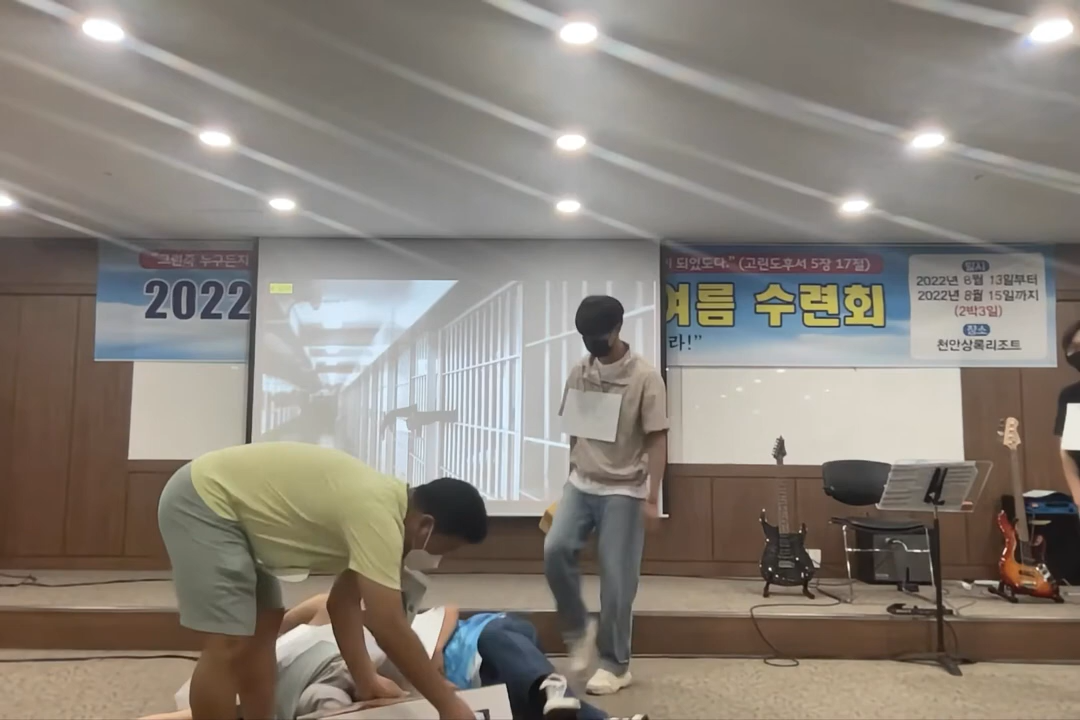 "그런즉 누구든지
2022
이 되었도다." (고린도후서 5장 17절)
여름 수련회
라!"
일시
2022년 8월 13일부터
2022년 8월 15일까지
(2박3일)
장소
천안상록리조트